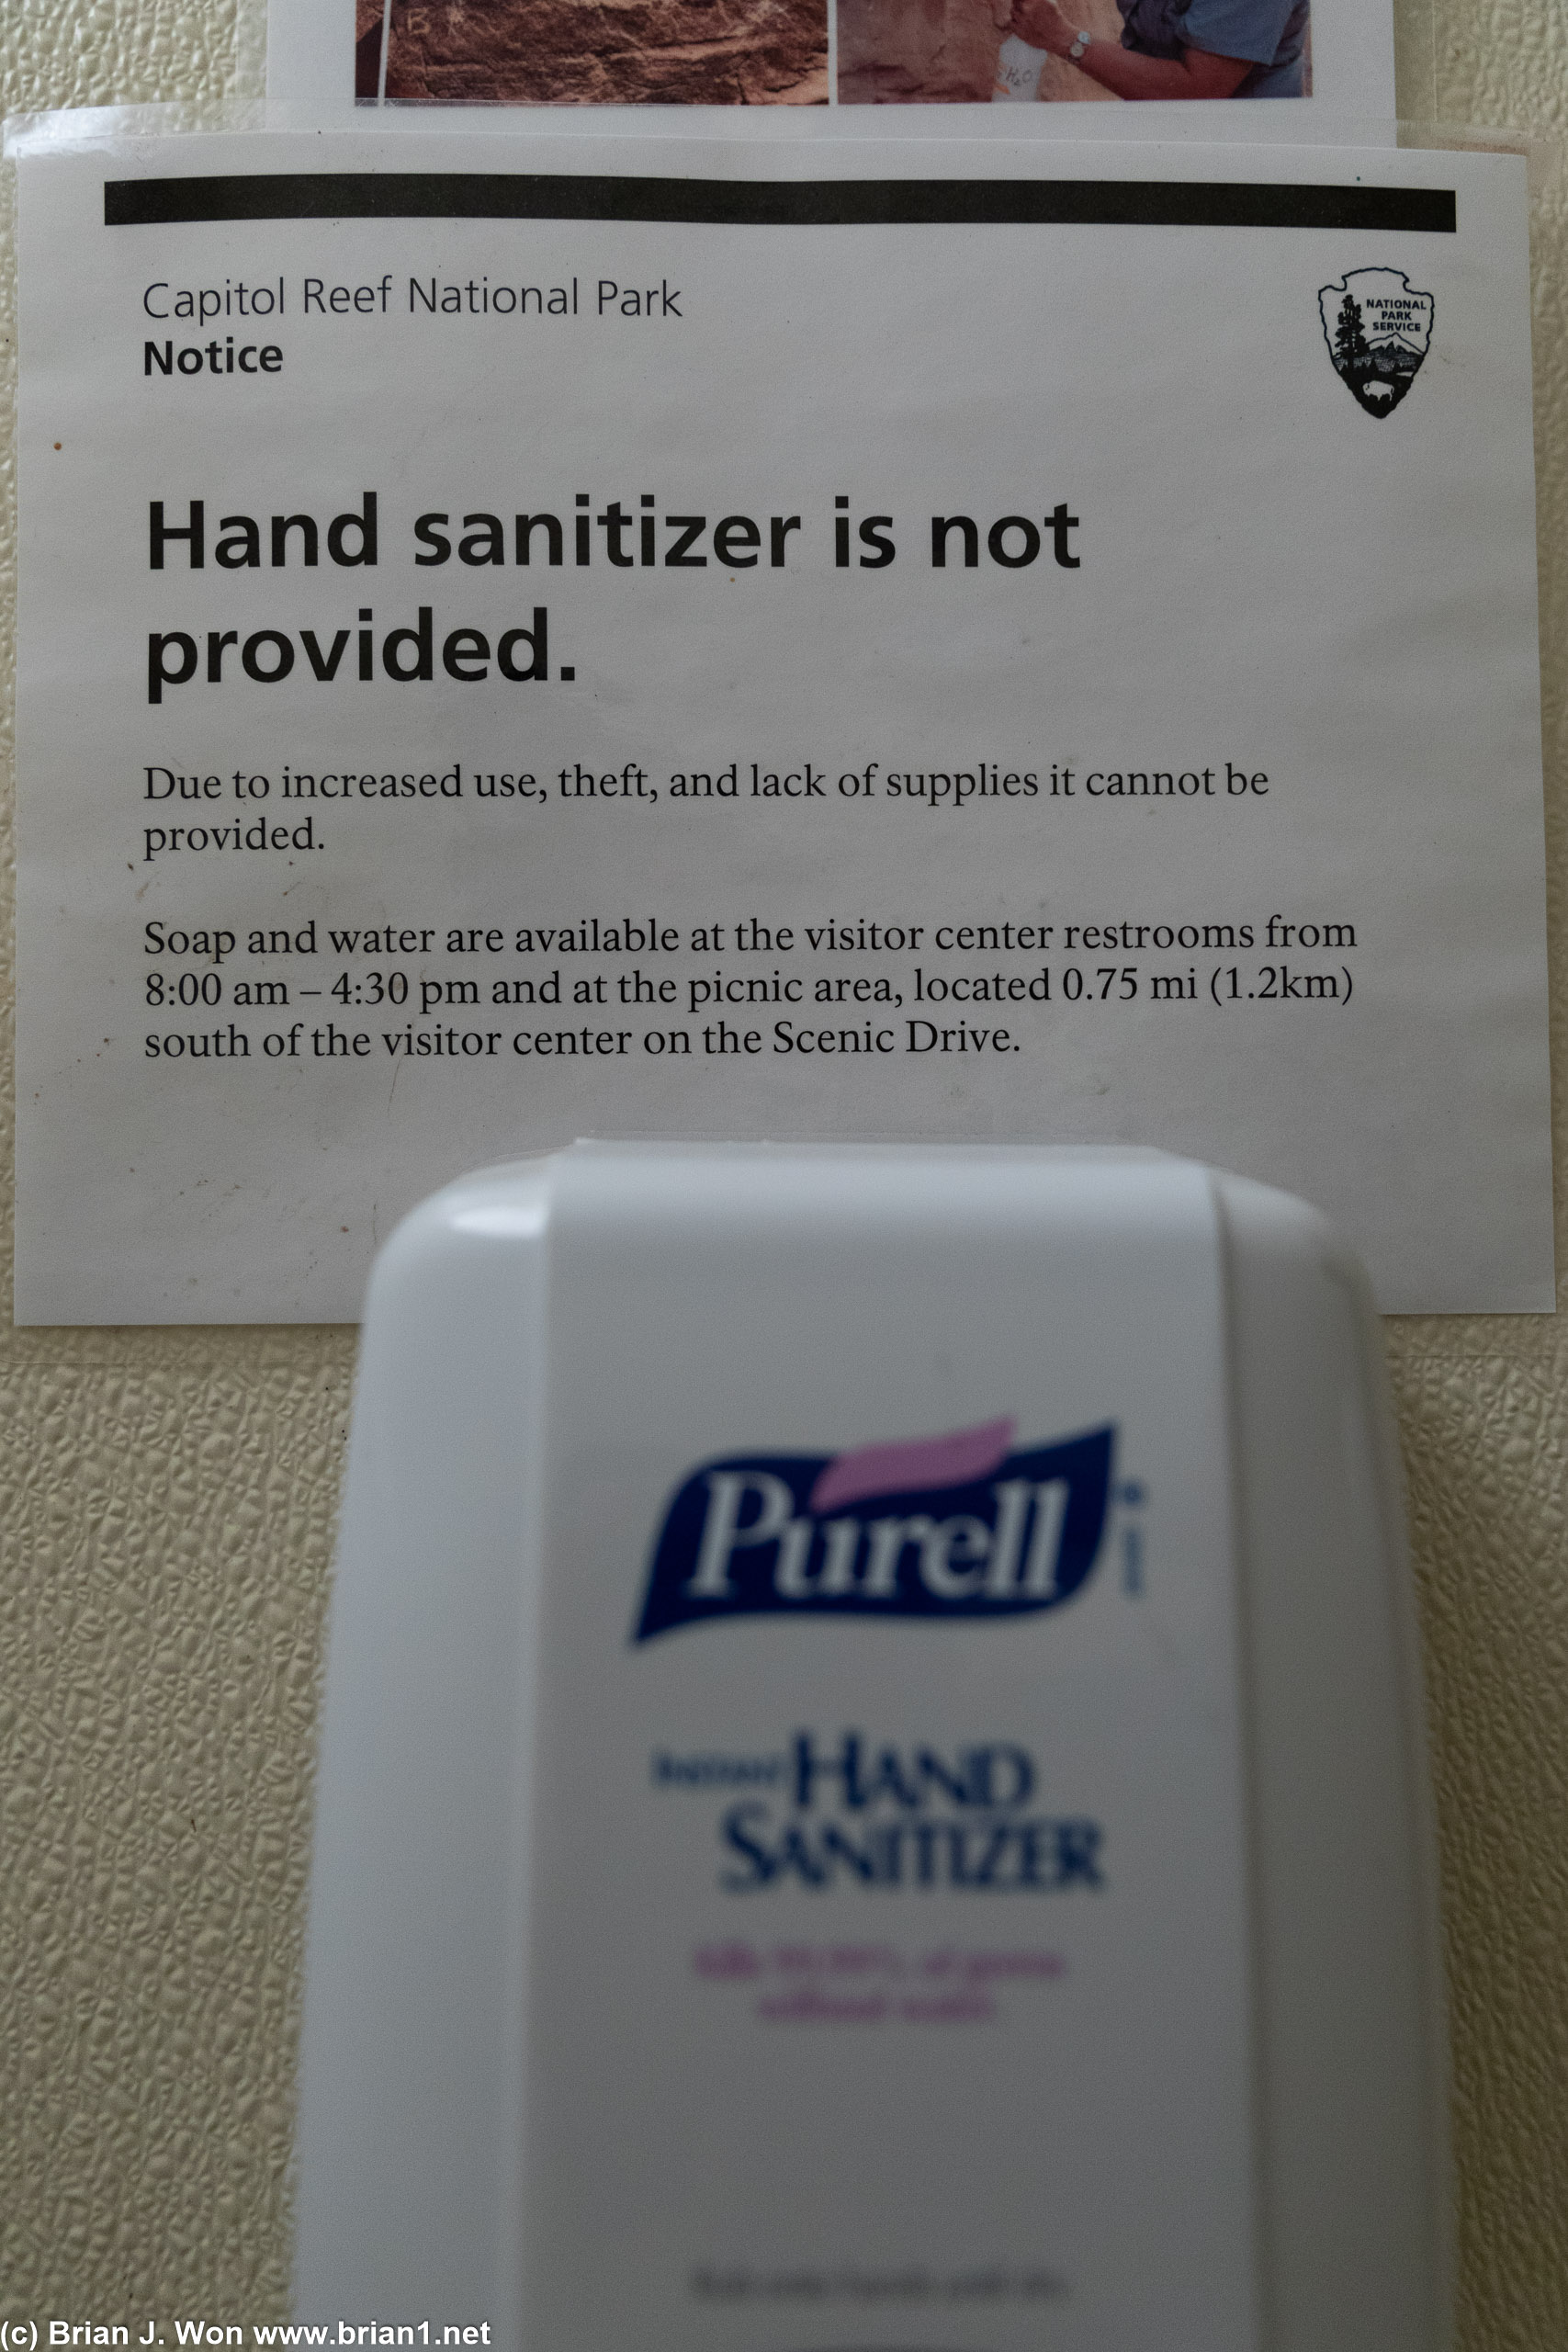 H₂O
Capitol Reef National Park
Notice
NATIONAL
PARK
SERVICE
Hand sanitizer is not
provided.
Due to increased use, theft, and lack of supplies it cannot be
provided.
Soap and water are available at the visitor center restrooms from
8:00 am – 4:30 pm and at the picnic area, located 0.75 mi (1.2km)
south of the visitor center on the Scenic Drive.
Purell
INSTANT HAND
SANITIZER
(c) Brian J. Won www.brian1.net